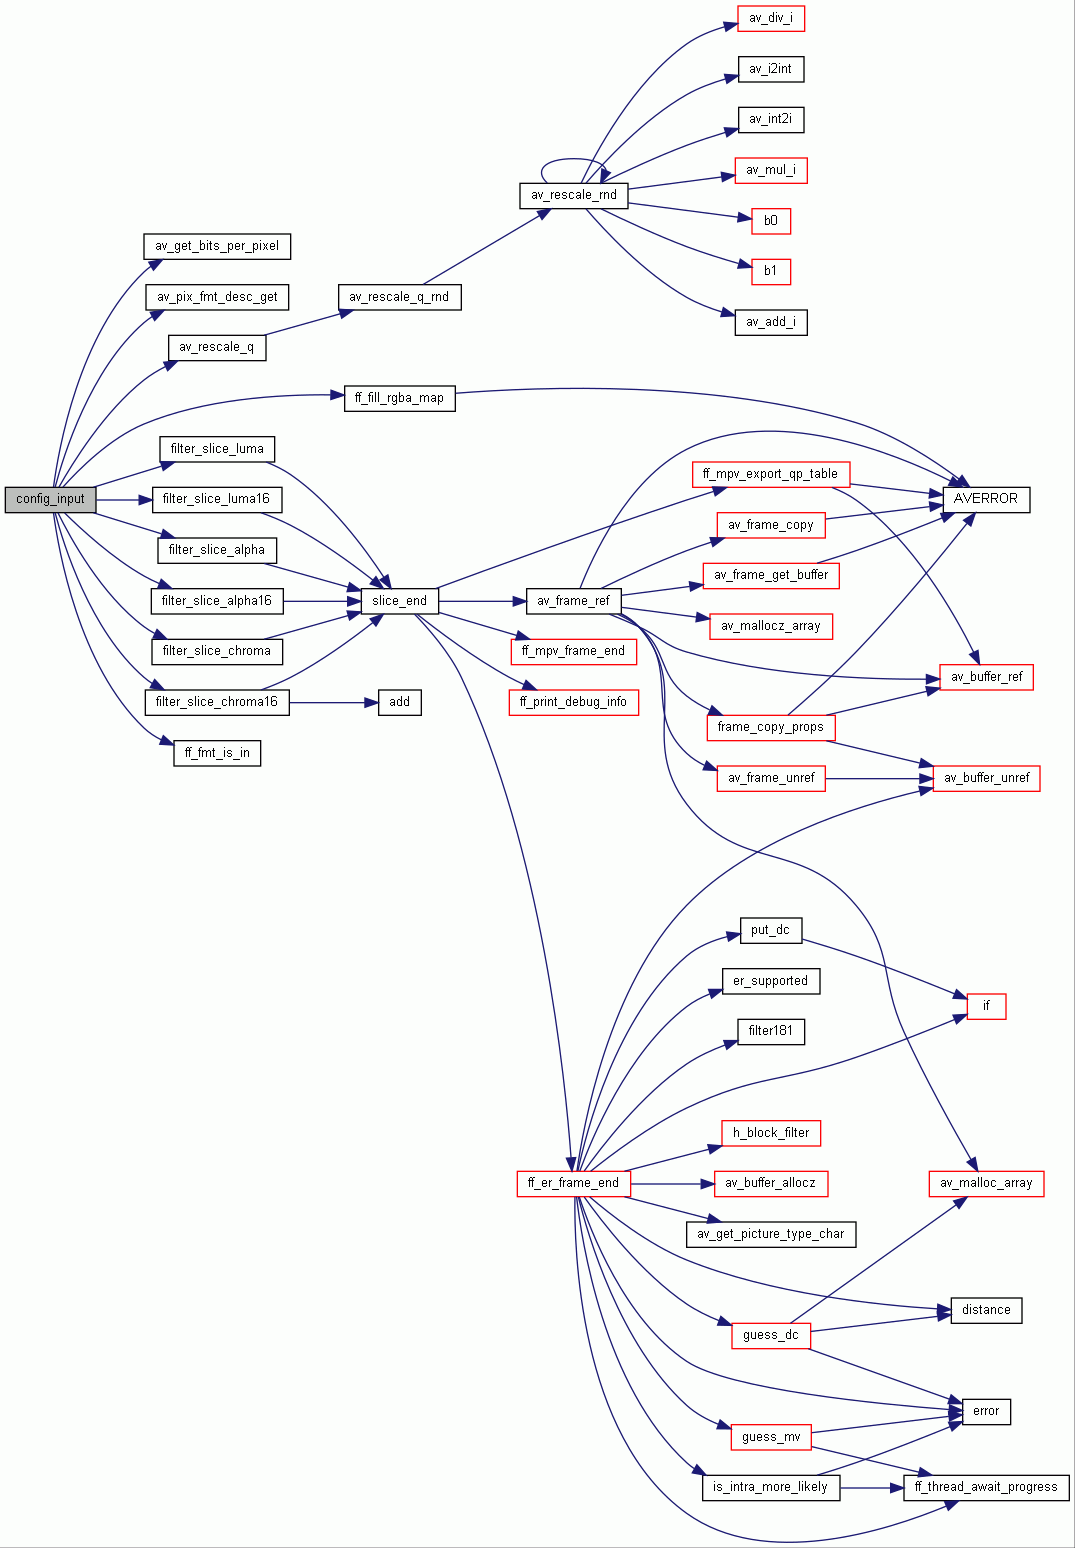 av_div_i
av_i2int
av_int2i
av_mul_i
av_rescale_rnd
b0
av_get_bits_per_pixel
b1
av_pix_fmt_desc_get
av_rescale_q_rnd
av_add_i
av_rescale_q
ff_fill_rgba_map
filter_slice_luma
ff_mpv_export_qp_table
config_input
filter_slice_luma16
AVERROR
av_frame_copy
filter_slice_alpha
av_frame_get_buffer
filter_slice_alpha16
slice_end
av_frame_ref
av_mallocz_array
filter_slice_chroma
ff_mpv_frame_end
av_buffer_ref
filter_slice_chroma16
add
ff_print_debug_info
frame_copy_props
ff_fmt_is_in
av_frame_unref
av_buffer_unref
put_dc
er_supported
if
filter181
h_block_filter
ff_er_frame_end
av_buffer_allocz
av_malloc_array
av_get_picture_type_char
distance
guess_dc
error
guess_mv
is_intra_more_likely
ff_thread_await_progress